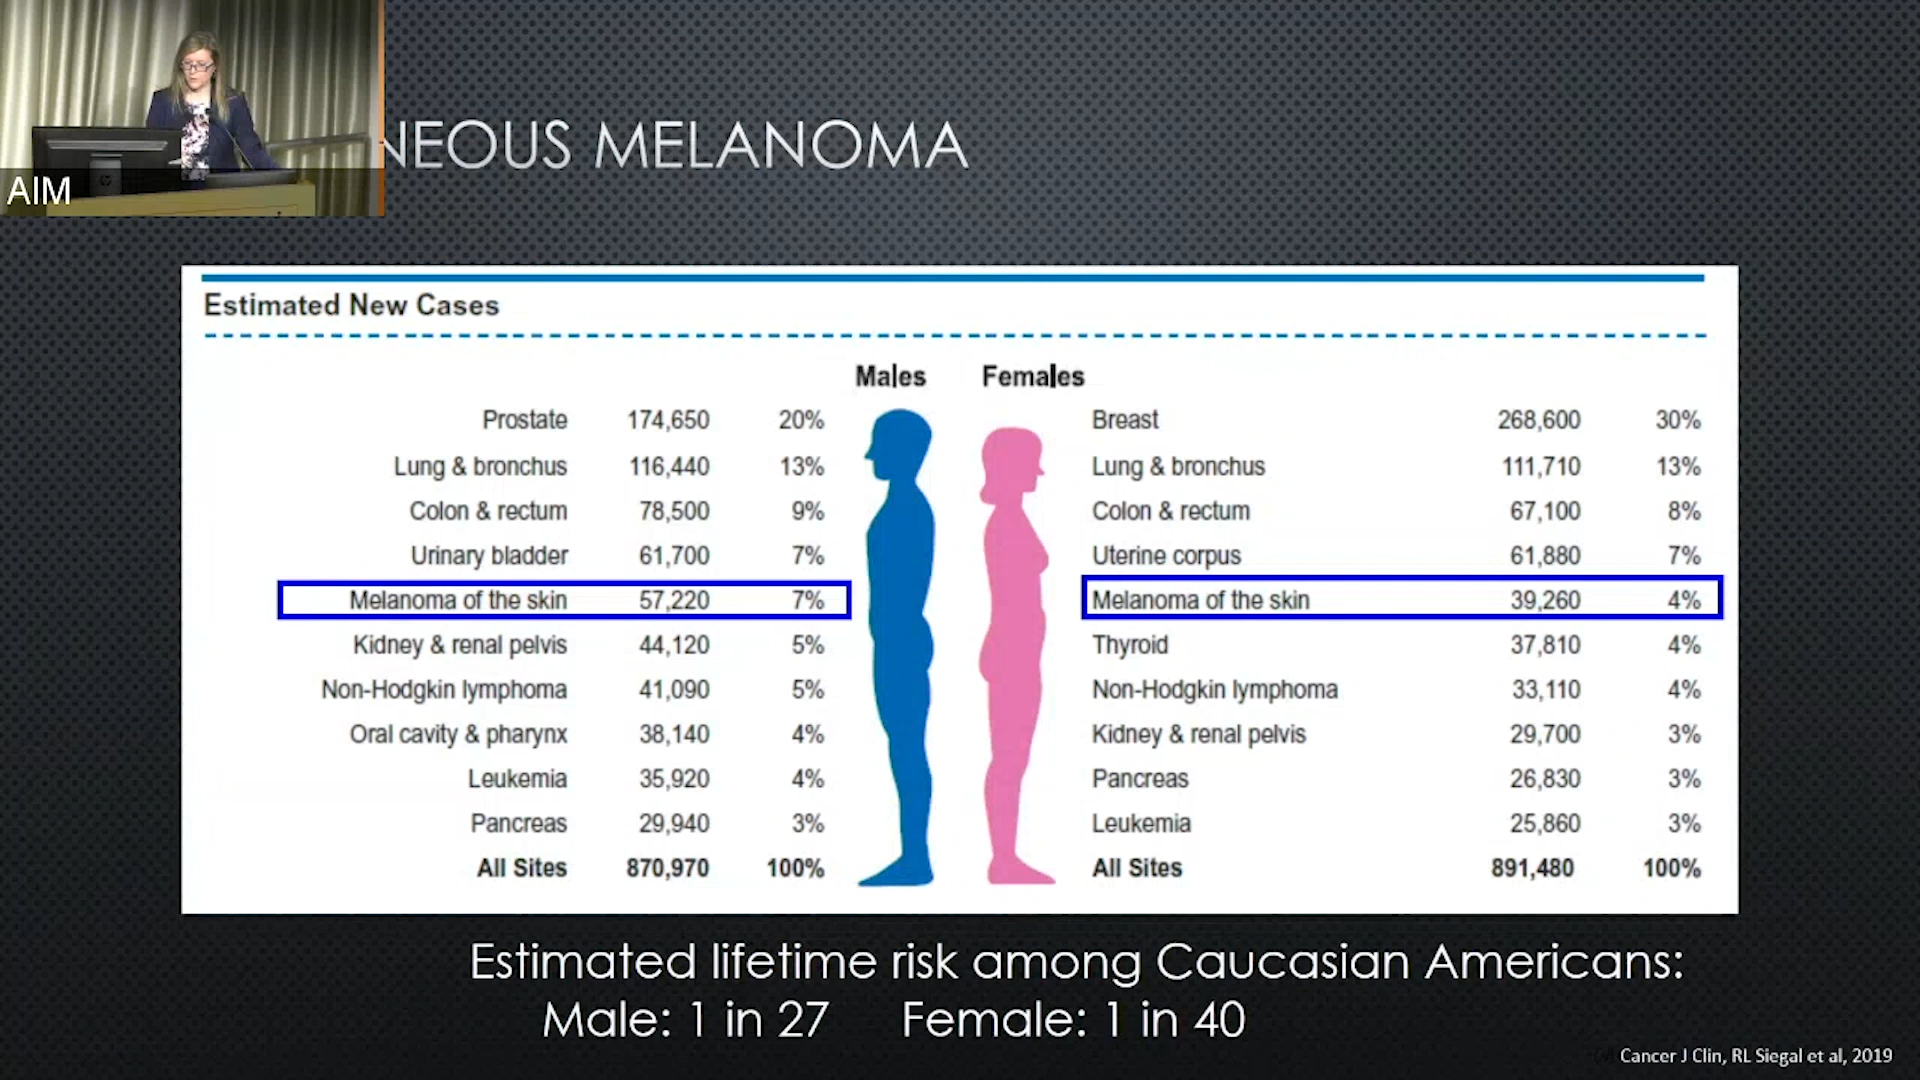 AIM
NEOUS MELANOMA
Estimated New Cases
Males Females
Prostate 174,650 20% Breast 268,600 30%
Lung & bronchus 116,440 13% Lung & bronchus 111,710 13%
Colon & rectum 78,500 9% Colon & rectum 67,100 8%
Urinary bladder 61,700 7% Uterine corpus 61,880 7%
Melanoma of the skin 57,220 7% Melanoma of the skin 39,260 4%
Kidney & renal pelvis 44,120 5% Thyroid 37,810 4%
Non-Hodgkin lymphoma 41,090 5% Non-Hodgkin lymphoma 33,110 4%
Oral cavity & pharynx 38,140 4% Kidney & renal pelvis 29,700 3%
Leukemia 35,920 4% Pancreas 26,830 3%
Pancreas 29,940 3% Leukemia 25,860 3%
All Sites 870,970 100% All Sites 891,480 100%
Estimated lifetime risk among Caucasian Americans:
Male: 1 in 27 Female: 1 in 40
Cancer J Clin, RL Siegal et al, 2019